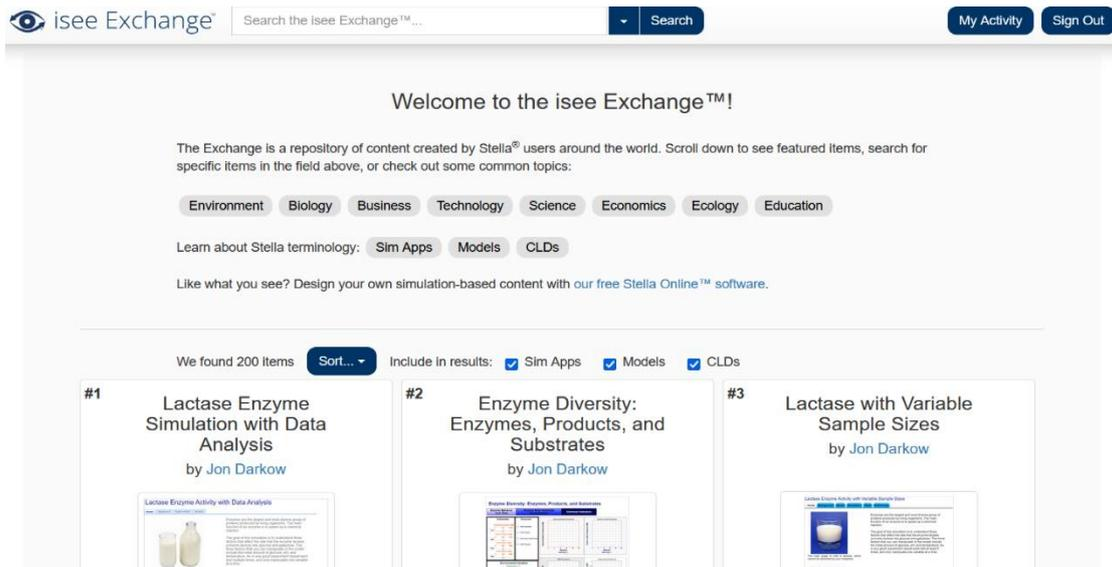 isee Exchange™ Search the isee Exchange™... Search My Activity Sign Out
Welcome to the isee Exchange™!
The Exchange is a repository of content created by Stella® users around the world. Scroll down to see featured items, search for
specific items in the field above, or check out some common topics:
Environment Biology Business Technology Science Economics Ecology Education
Learn about Stella terminology: Sim Apps Models CLDs
Like what you see? Design your own simulation-based content with our free Stella Online™ software.
We found 200 items Sort... Include in results: Sim Apps Models CLDs
#1
Lactase Enzyme
Simulation with Data
Analysis
by Jon Darkow
Lactase Enzyme Activity with Data Analysis
#2
Enzyme Diversity:
Enzymes, Products, and
Substrates
by Jon Darkow
Enzyme Diversity: Enzymes, Products, and Substrates
#3
Lactase with Variable
Sample Sizes
by Jon Darkow
Lactase Enzyme Activity with Variable Sample Sizes